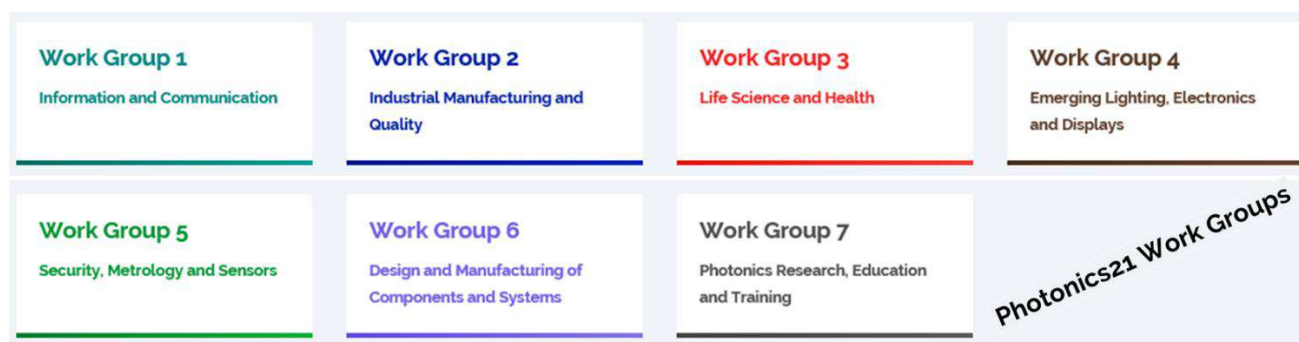 Work Group 1
Information and Communication
Work Group 2
Industrial Manufacturing and
Quality
Work Group 3
Life Science and Health
Work Group 4
Emerging Lighting, Electronics
and Displays
Work Group 5
Security, Metrology and Sensors
Work Group 6
Design and Manufacturing of
Components and Systems
Work Group 7
Photonics Research, Education
and Training
Photonics21 Work Groups